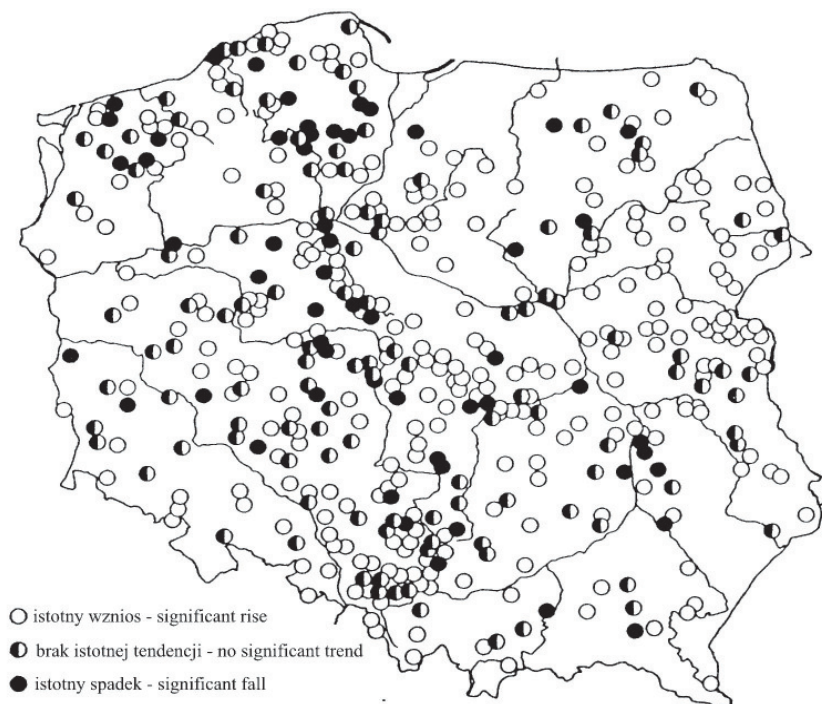 istotny wznios - significant rise
brak istotnej tendencji - no significant trend
istotny spadek - significant fall